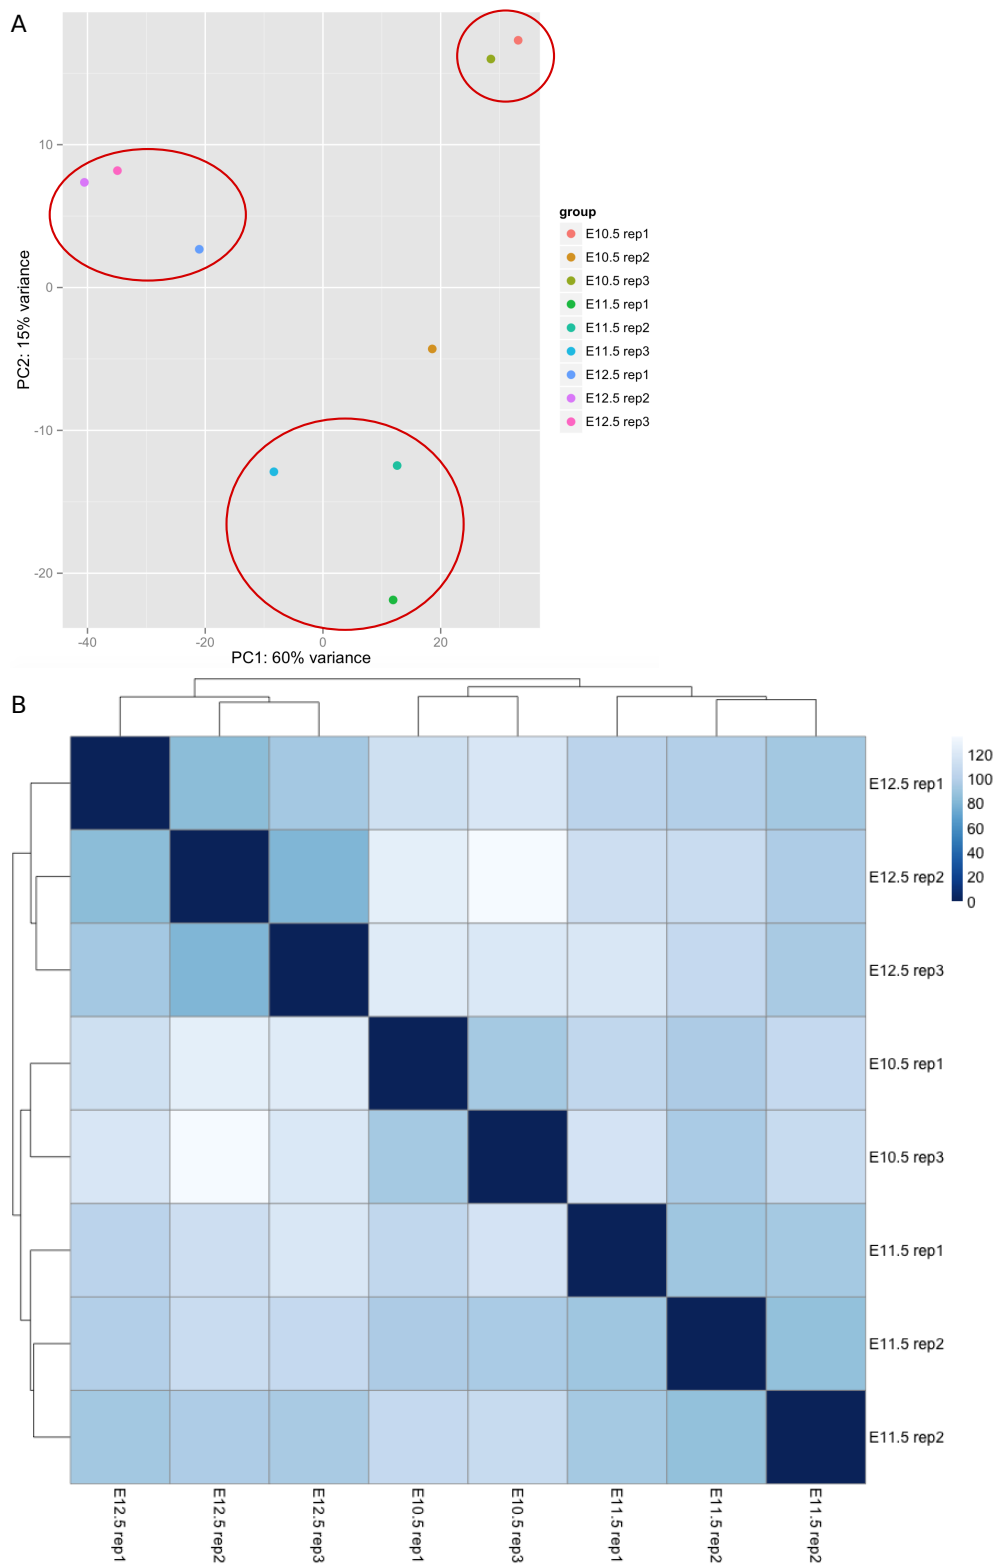 A
10
0
-10
-20
PC2: 15% variance
-40
-20
0
20
PC1: 60% variance
group
E10.5 rep1
E10.5 rep2
E10.5 rep3
E11.5 rep1
E11.5 rep2
E11.5 rep3
E12.5 rep1
E12.5 rep2
E12.5 rep3
B
120
100
80
60
40
20
0
E12.5 rep1
E12.5 rep2
E12.5 rep3
E10.5 rep1
E10.5 rep3
E11.5 rep1
E11.5 rep2
E11.5 rep2
E12.5 rep1
E12.5 rep2
E12.5 rep3
E10.5 rep1
E10.5 rep3
E11.5 rep1
E11.5 rep2
E11.5 rep2